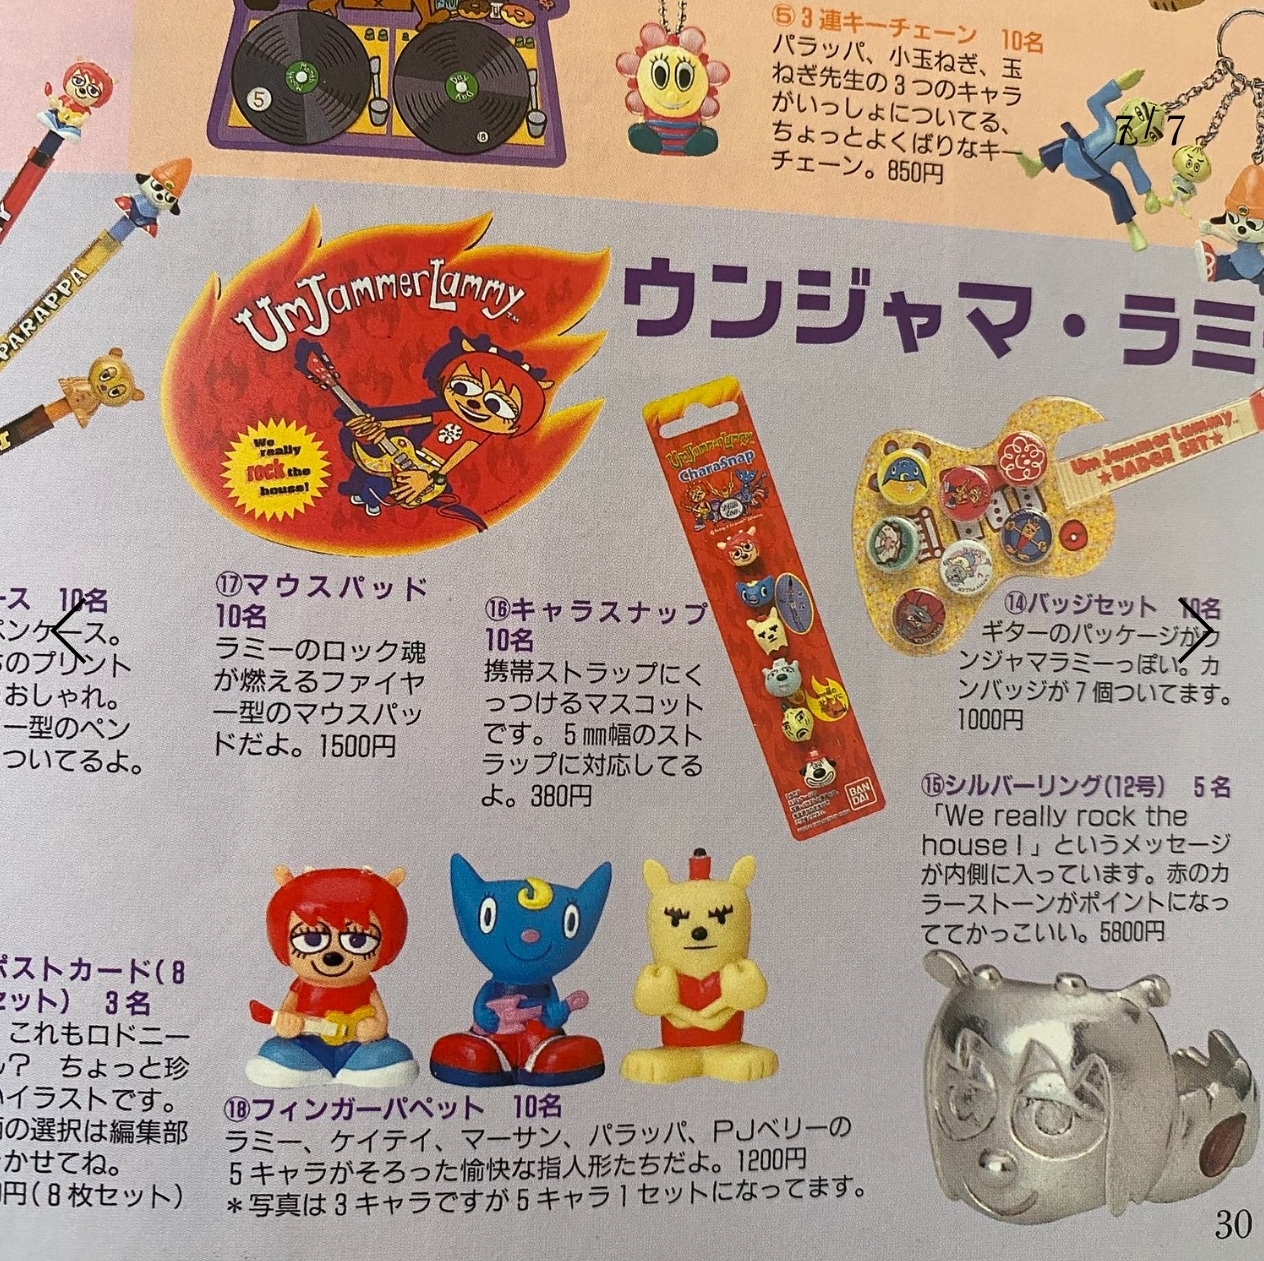 ⑤3連キーチェーン 10名
パラッパ、小玉ねぎ、玉
ねぎ先生の3つのキャラ
がいっしょについてる、
ちょっとよくばりなキー
チェーン。850円
7 / 7
5
PARAPPA
UmJammerLammy™
We
really
rock the
house!
ウンジャマ・ラミ
UmJammerLammy
CharaSnap
BAN
DAI
Um Jammer Lammy™
★BADGE SET★
ース 10名
ペンケース。
のプリント
おしゃれ。
ー型のペン
ついてるよ。
⑰マウスパッド
10名
ラミーのロック魂
が燃えるファイヤ
ー型のマウスパッ
ドだよ。1500円
⑯キャラスナップ
10名
携帯ストラップにく
っつけるマスコット
です。5㎜幅のスト
ラップに対応してる
よ。380円
⑭バッジセット 10名
ギターのパッケージがウ
ンジャマラミーっぽい。カ
ンバッジが7個ついてます。
1000円
⑮シルバーリング(12号) 5名
「We really rock the
house!」というメッセージ
が内側に入っています。赤のカ
ラーストーンがポイントになっ
ててかっこいい。5800円
ポストカード(8
セット) 3名
これもロドニー
? ちょっと珍
いイラストです。
の選択は編集部
かせてね。
円(8枚セット)
⑱フィンガーパペット 10名
ラミー、ケイティ、マーサン、パラッパ、PJベリーの
5キャラがそろった愉快な指人形たちだよ。1200円
＊写真は3キャラですが5キャラ1セットになってます。
30